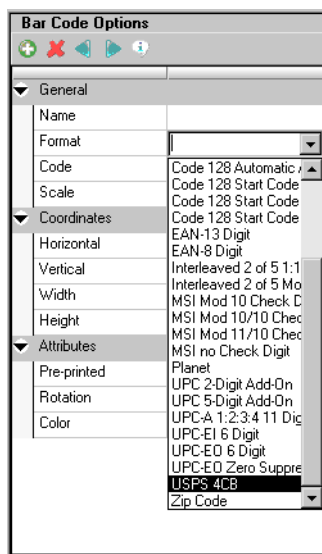 Bar Code Options
General
Name
Format
Code
Scale
Coordinates
Horizontal
Vertical
Width
Height
Attributes
Pre-printed
Rotation
Color
Code 128 Automatic
Code 128 Start Code
Code 128 Start Code
Code 128 Start Code
EAN-13 Digit
EAN-8 Digit
Interleaved 2 of 5 1:1
Interleaved 2 of 5 Mo
MSI Mod 10 Check D
MSI Mod 10/10 Chec
MSI Mod 11/10 Chec
MSI no Check Digit
Planet
UPC 2-Digit Add-On
UPC 5-Digit Add-On
UPC-A 1:2:3:4 11 Dig
UPC-EI 6 Digit
UPC-EO 6 Digit
UPC-EO Zero Suppre
USPS 4CB
Zip Code